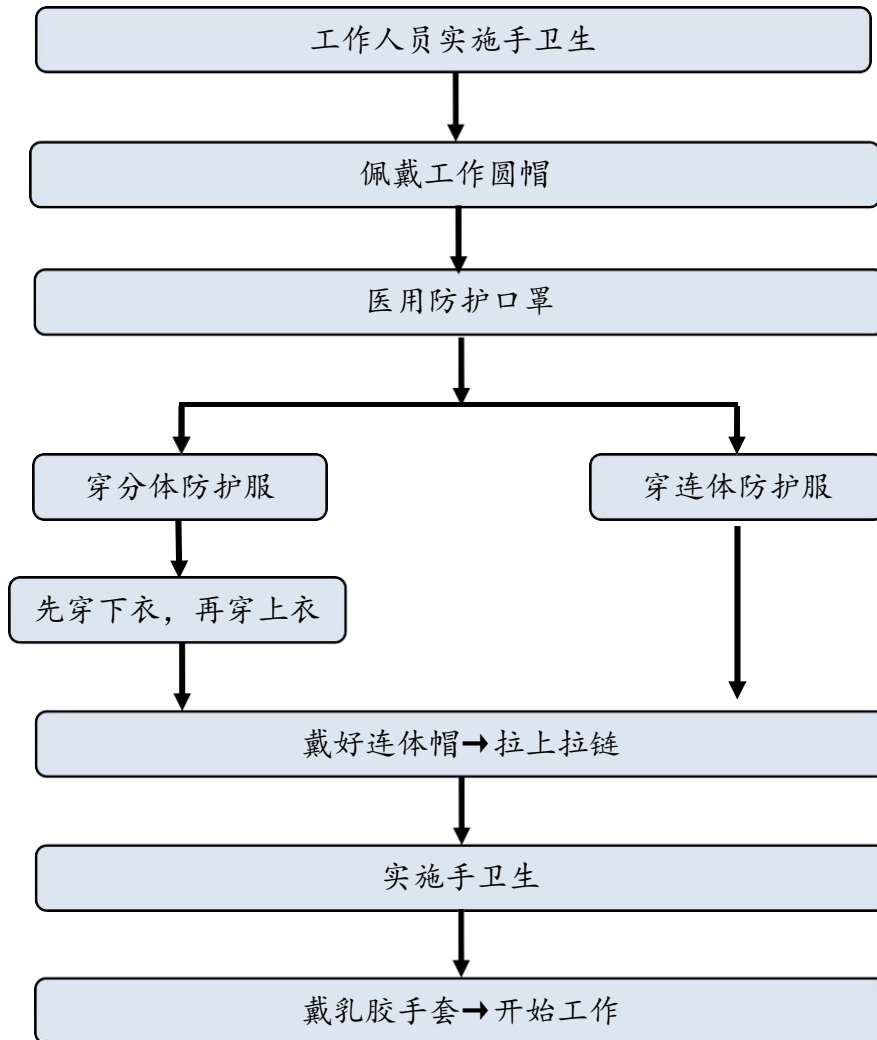 工作人员实施手卫生
佩戴工作圆帽
医用防护口罩
穿分体防护服
穿连体防护服
先穿下衣，再穿上衣
戴好连体帽→拉上拉链
实施手卫生
戴乳胶手套→开始工作